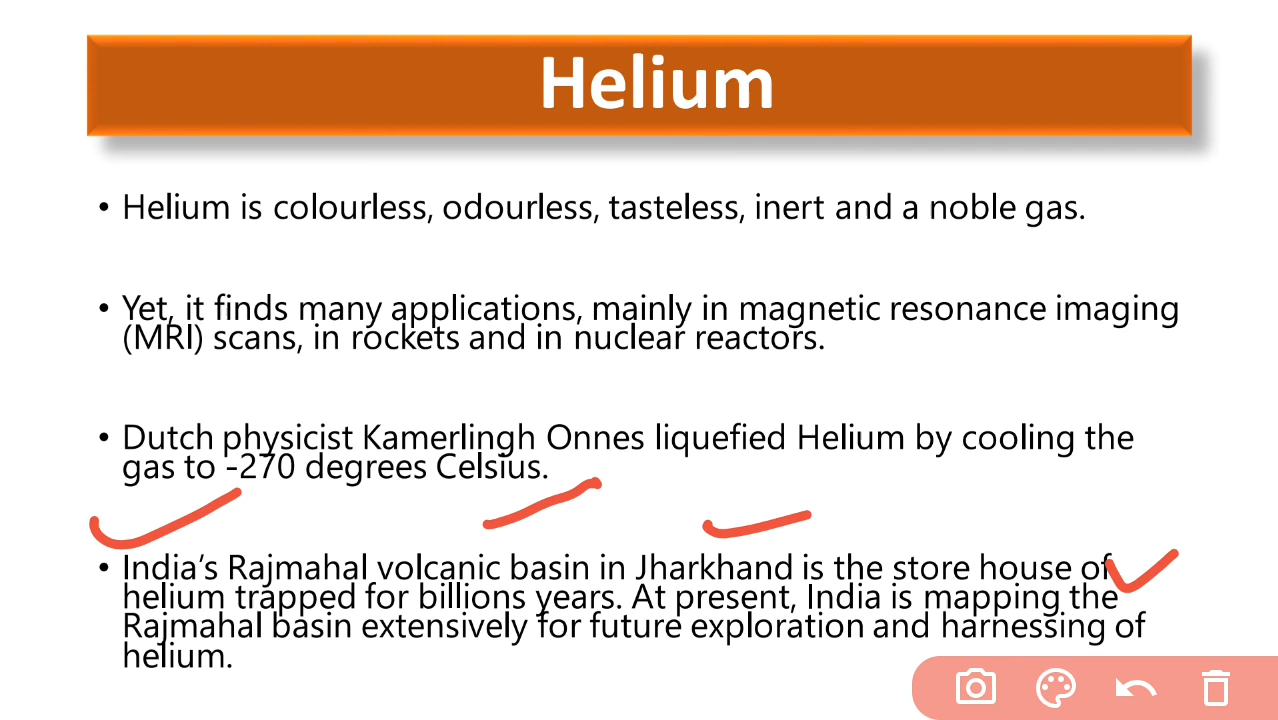 Helium
• Helium is colourless, odourless, tasteless, inert and a noble gas.
• Yet, it finds many applications, mainly in magnetic resonance imaging
(MRI) scans, in rockets and in nuclear reactors.
• Dutch physicist Kamerlingh Onnes liquefied Helium by cooling the
gas to -270 degrees Celsius.
• India's Rajmahal volcanic basin in Jharkhand is the store house of
helium trapped for billions years. At present, India is mapping the
Rajmahal basin extensively for future exploration and harnessing of
helium.